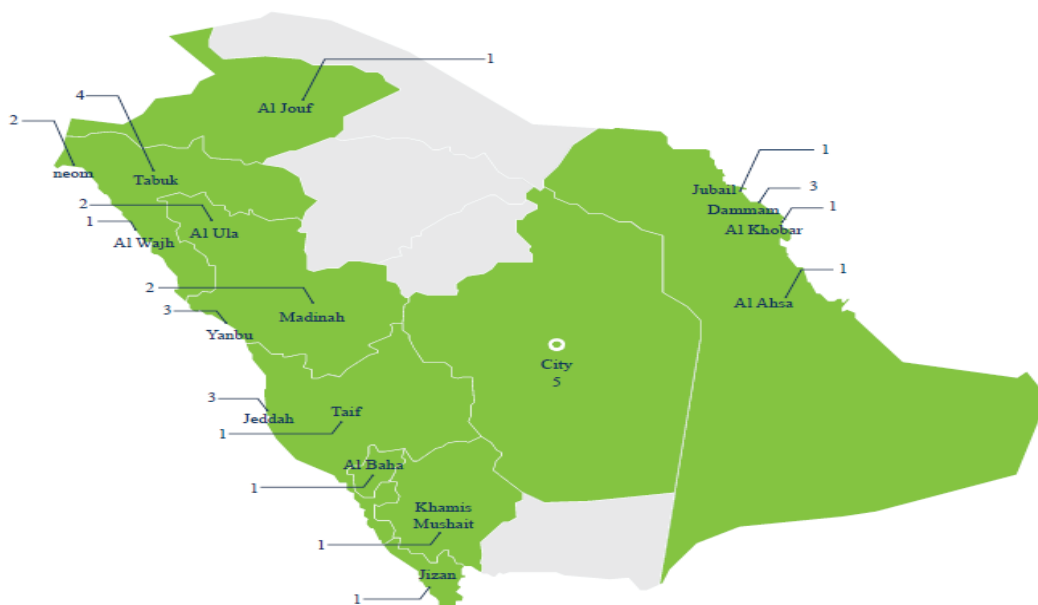 1
Al Jouf
4
2
neom
Tabuk
2
Al Ula
1
Al Wajh
2
Madinah
3
Yanbu
1
Jubail
3
Dammam
1
Al Khobar
1
Al Ahsa
City
5
3
Jeddah
Taif
1
Al Baha
1
Khamis
Mushait
1
Jizan
1